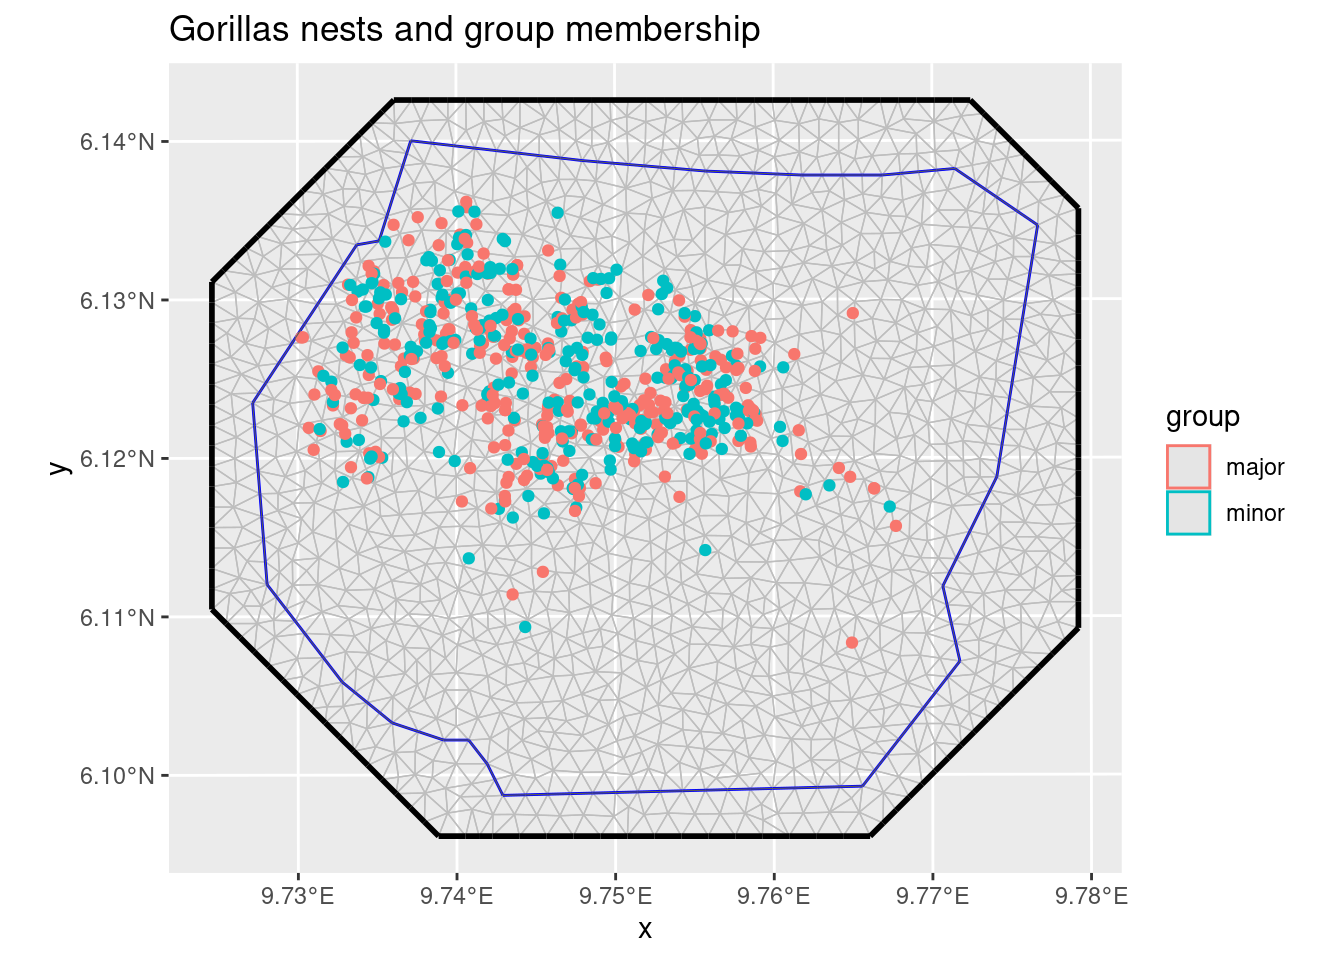 Gorillas nests and group membership
6.14°N
6.13°N
6.12°N
6.11°N
6.10°N
y
9.73°E
9.74°E
9.75°E
9.76°E
9.77°E
9.78°E
x
group
major
minor